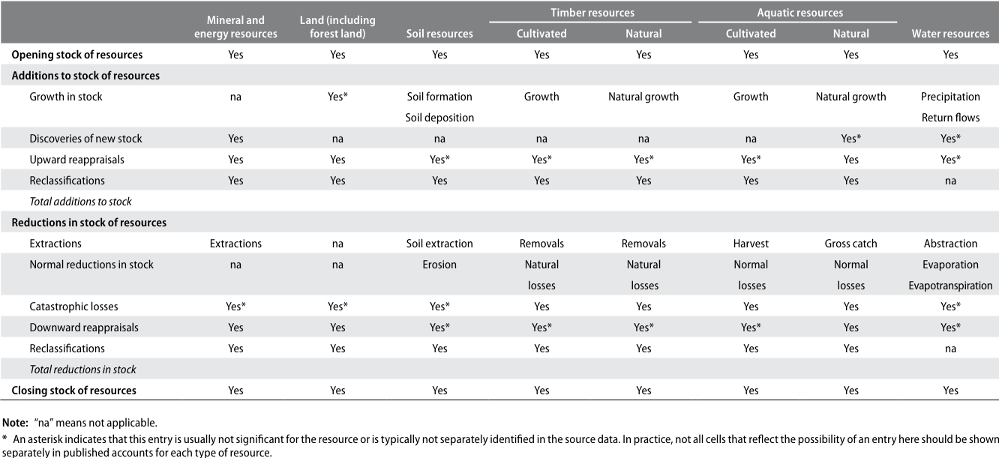 Timber resources Aquatic resources
Mineral and Land (including
energy resources forest land) Soil resources Cultivated Natural Cultivated Natural Water resources
Opening stock of resources Yes Yes Yes Yes Yes Yes Yes Yes
Additions to stock of resources
Growth in stock na Yes* Soil formation Growth Natural growth Growth Natural growth Precipitation
Soil deposition Return flows
Discoveries of new stock Yes na na na na na Yes* Yes*
Upward reappraisals Yes Yes Yes* Yes* Yes* Yes* Yes Yes*
Reclassifications Yes Yes Yes Yes Yes Yes Yes na
Total additions to stock
Reductions in stock of resources
Extractions Extractions na Soil extraction Removals Removals Harvest Gross catch Abstraction
Normal reductions in stock na na Erosion Natural Natural Normal Normal Evaporation
losses losses losses losses Evapotranspiration
Catastrophic losses Yes* Yes* Yes* Yes Yes Yes Yes Yes*
Downward reappraisals Yes Yes Yes* Yes* Yes* Yes* Yes Yes*
Reclassifications Yes Yes Yes Yes Yes Yes Yes na
Total reductions in stock
Closing stock of resources Yes Yes Yes Yes Yes Yes Yes Yes
Note: “na” means not applicable.
* An asterisk indicates that this entry is usually not significant for the resource or is typically not separately identified in the source data. In practice, not all cells that reflect the possibility of an entry here should be shown
separately in published accounts for each type of resource.